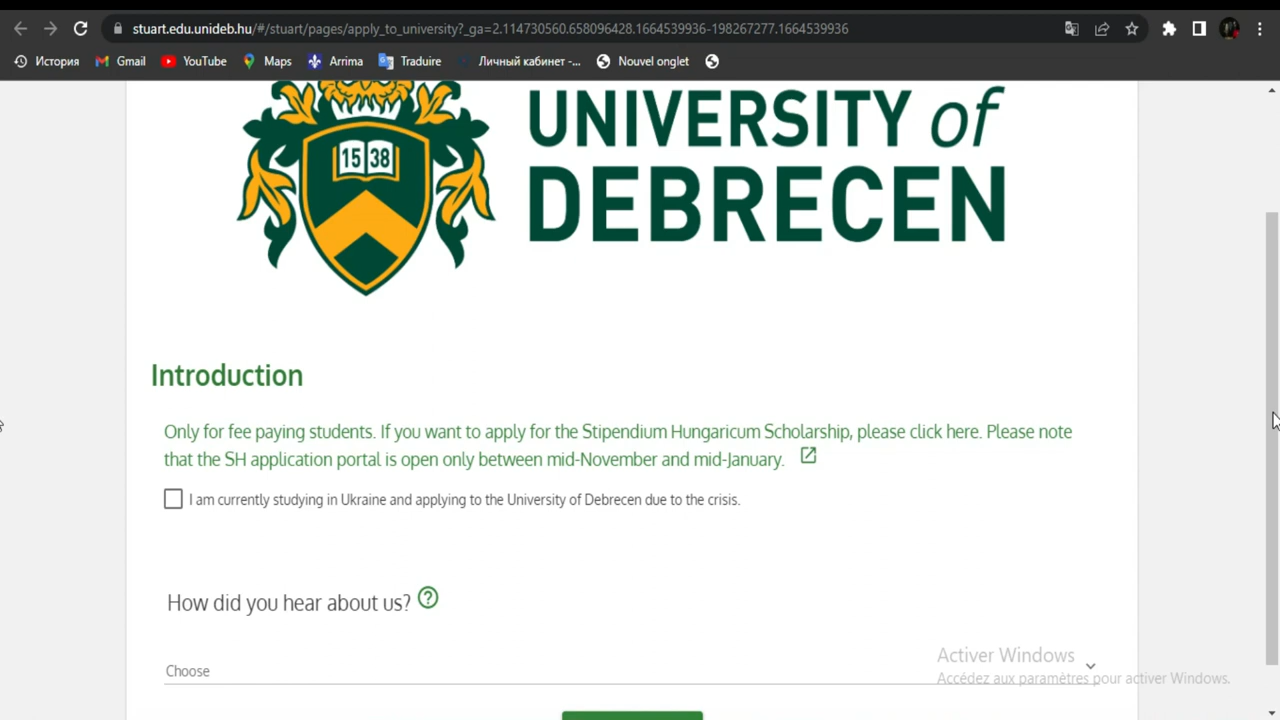 stuart.edu.unideb.hu/#/stuart/pages/apply_to_university?_ga=2.114730560.658096428.1664539936-198267277.1664539936
История Gmail YouTube Maps Arrima Traduire Личный кабинет -... Nouvel onglet
UNIVERSITY of
15 38
DEBRECEN
Introduction
Only for fee paying students. If you want to apply for the Stipendium Hungaricum Scholarship, please click here. Please note
that the SH application portal is open only between mid-November and mid-January.
I am currently studying in Ukraine and applying to the University of Debrecen due to the crisis.
How did you hear about us? ?
Choose
Activer Windows
Accédez aux paramètres pour activer Windows.